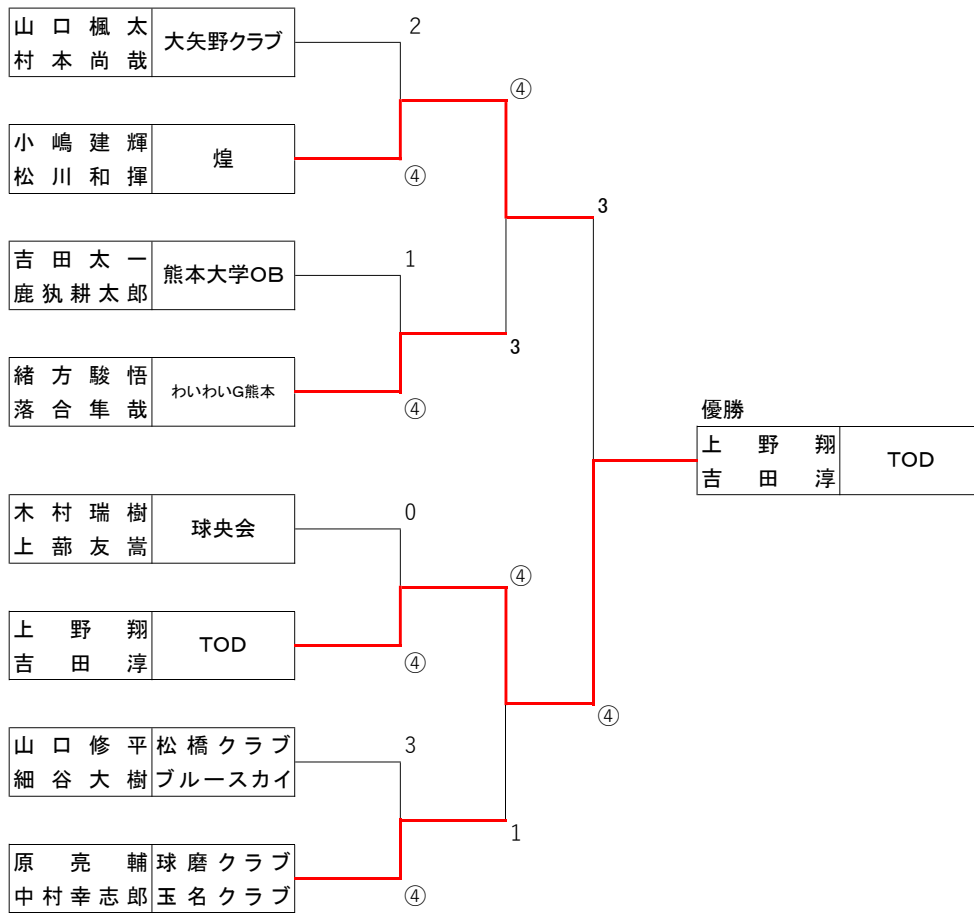 山口楓太 大矢野クラブ 2
村本尚哉
④
小嶋建輝 煌
松川和揮 ④
3
吉田太一 熊本大学OB 1
鹿釻耕太郎
3
緒方駿悟 わいわいG熊本
落合隼哉 ④
優勝
上野翔 TOD
吉田淳
木村瑞樹 球央会 0
上蔀友嵩
④
上野翔 TOD
吉田淳 ④
④
山口修平 松橋クラブ 3
細谷大樹 ブルースカイ
1
原亮輔 球磨クラブ
中村幸志郎 玉名クラブ ④